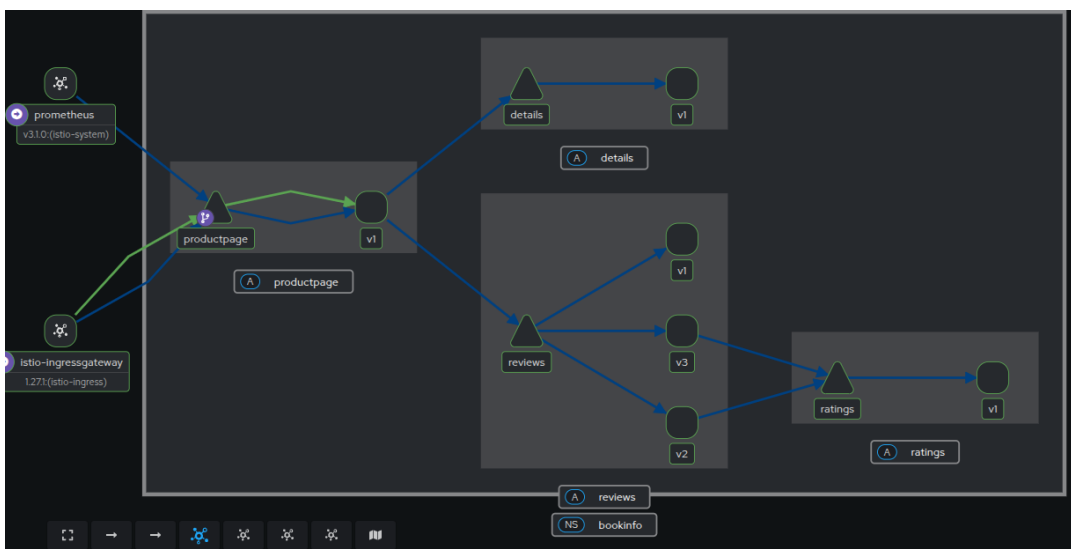 prometheus
v3.1.0:(istio-system)
details
v1
A details
productpage
v1
A productpage
v1
istio-ingressgateway
1.27.1:(istio-ingress)
reviews
v3
ratings
v1
v2
A ratings
A reviews
NS bookinfo